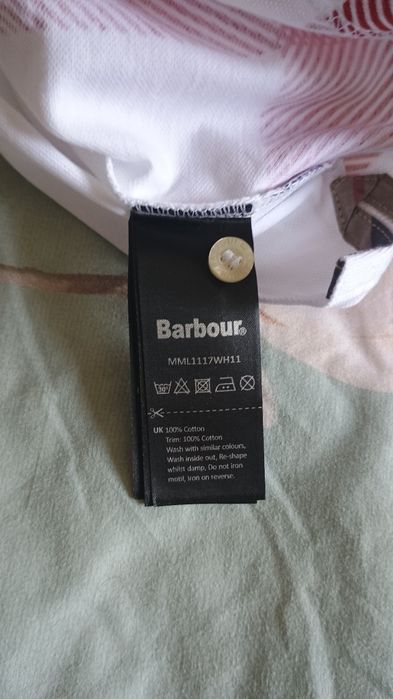 Barbour®
MML1117WH11
30°
UK 100% Cotton
Trim: 100% Cotton
Wash with similar colours,
Wash inside out, Re-shape
whilst damp, Do not iron
motif, Iron on reverse.